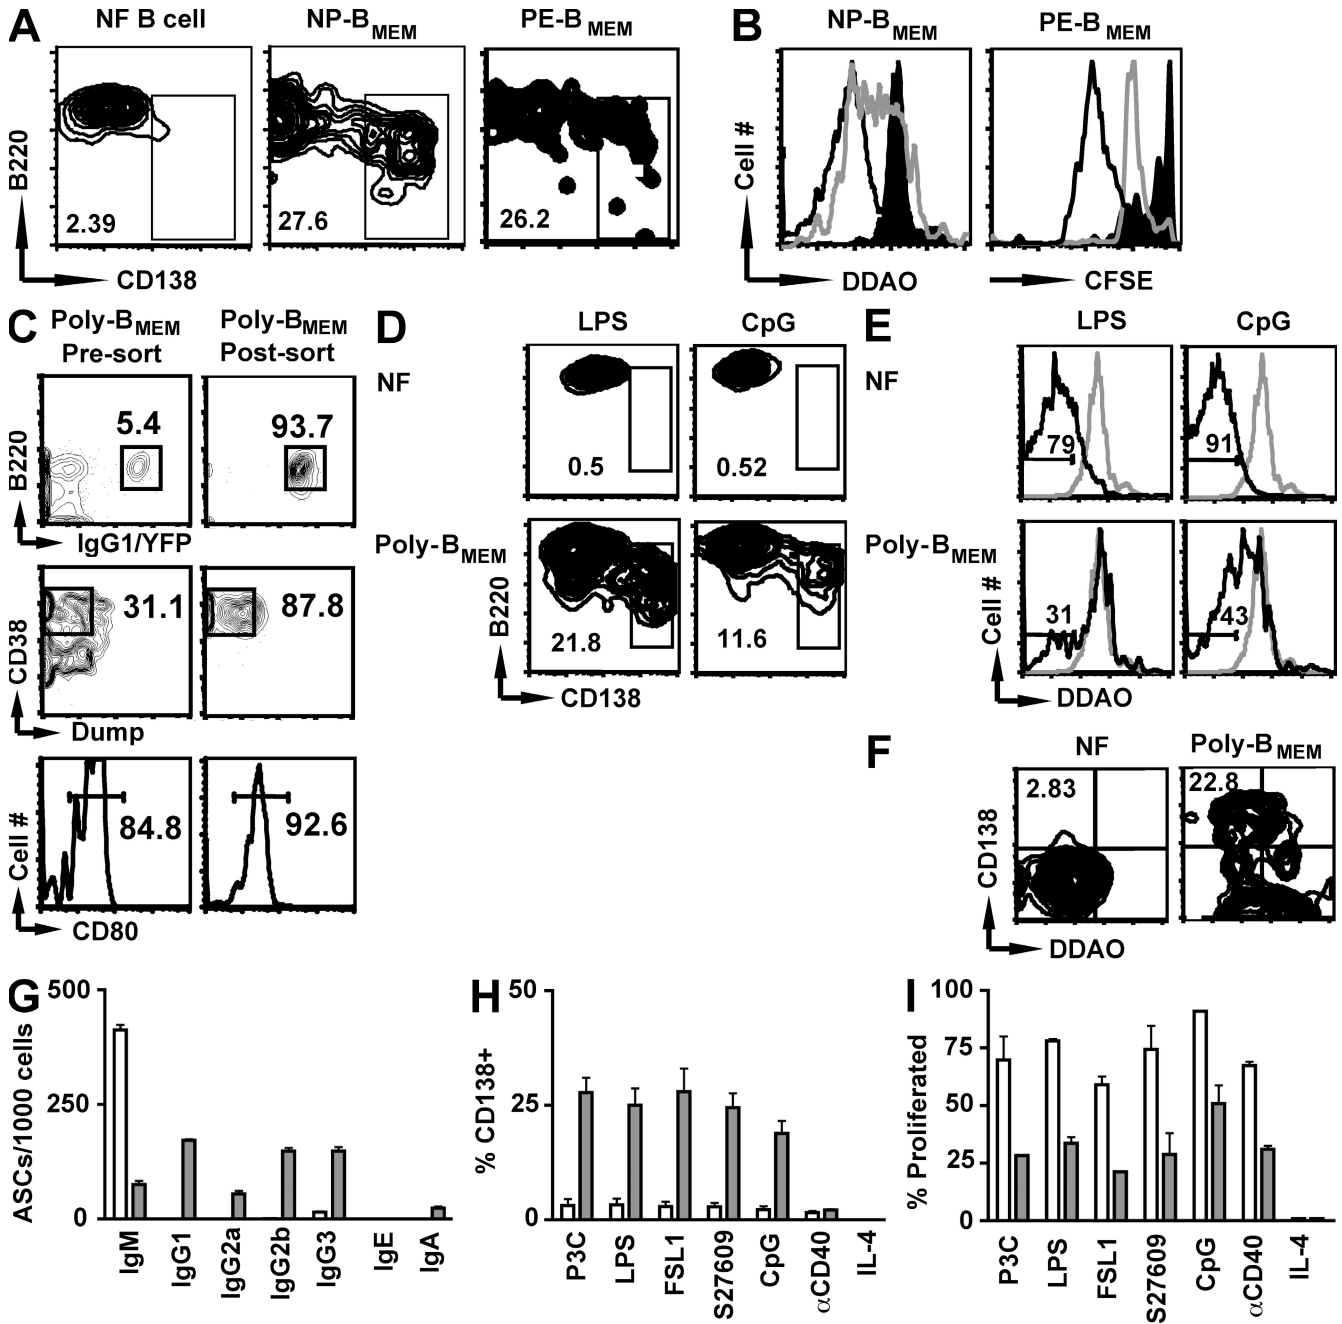 A
NF B cell
NP-BMEM
PE-BMEM
2.39
27.6
26.2
B220
CD138
B
NP-BMEM
PE-BMEM
Cell #
DDAO
CFSE
C
Poly-BMEM
Pre-sort
Poly-BMEM
Post-sort
5.4
93.7
B220
IgG1/YFP
31.1
87.8
CD38
Dump
84.8
92.6
Cell #
CD80
D
LPS
CpG
NF
0.5
0.52
Poly-BMEM
21.8
11.6
B220
CD138
E
LPS
CpG
NF
79
91
Poly-BMEM
31
43
Cell #
DDAO
F
NF
Poly-BMEM
2.83
22.8
CD138
DDAO
G
ASCs/1000 cells
500
250
0
IgM
IgG1
IgG2a
IgG2b
IgG3
IgE
IgA
H
% CD138+
50
25
0
P3C
LPS
FSL1
S27609
CpG
αCD40
IL-4
I
% Proliferated
100
75
50
25
0
P3C
LPS
FSL1
S27609
CpG
αCD40
IL-4